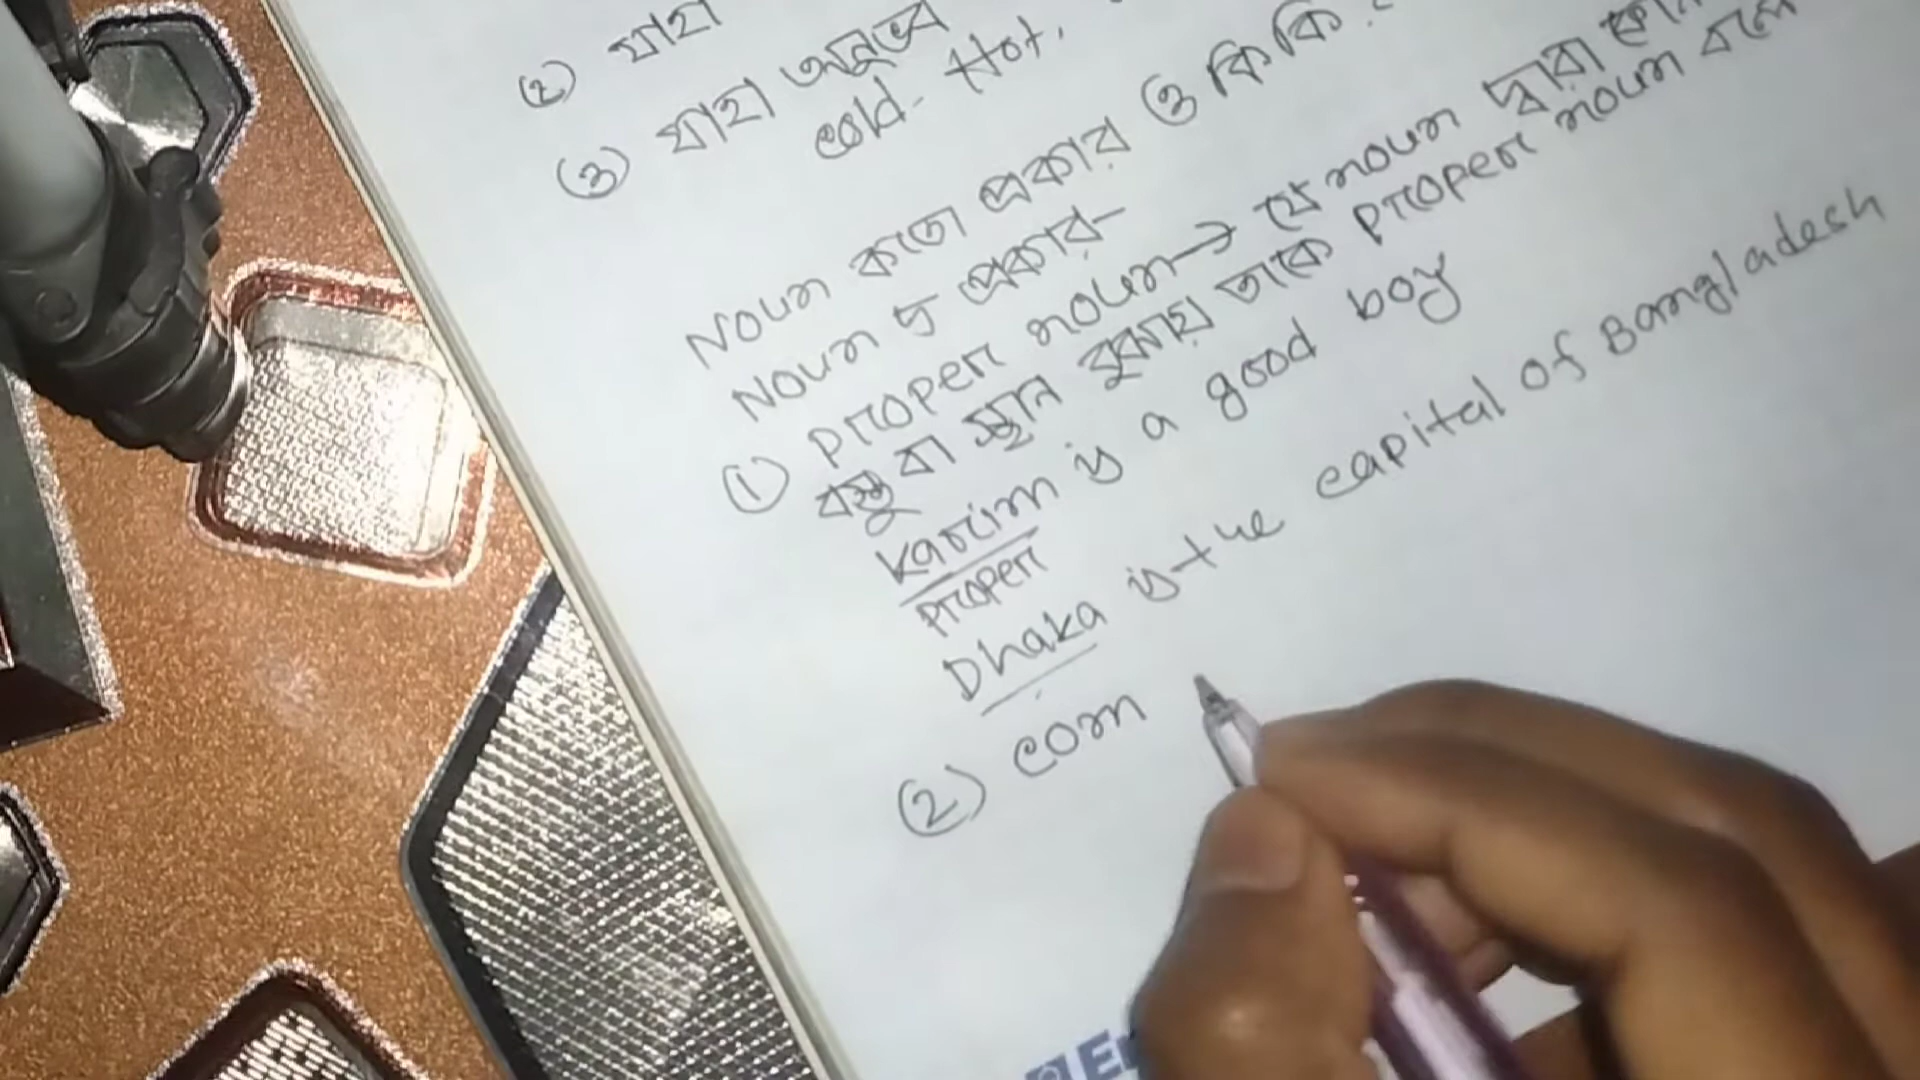 (২) যাহা
(৩) যাহা অনুভব
cold- Hot,
Noun কতো প্রকার ও কি কি?
Noun ৮ প্রকার-
(1) proper noun→ যে noun দ্বারা
বস্তু বা স্থান বুঝায় তাকে proper noun বলে
Karim is a good boy
proper
Dhaka is the capital of Bangladesh
(2) com